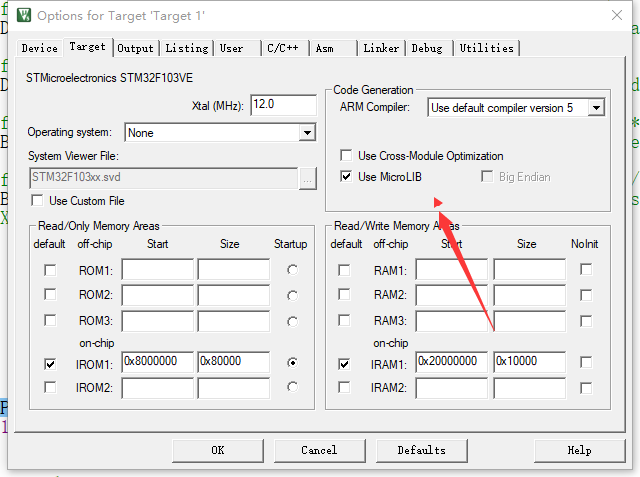 Options for Target 'Target 1'
Device Target Output Listing User C/C++ Asm Linker Debug Utilities
STMicroelectronics STM32F103VE
Xtal (MHz): 12.0
Operating system: None
System Viewer File:
STM32F103xx.svd ...
Use Custom File
Code Generation
ARM Compiler: Use default compiler version 5
Use Cross-Module Optimization
Use MicroLIB Big Endian
Read/Only Memory Areas
default off-chip Start Size Startup
ROM1:
ROM2:
ROM3:
on-chip
IROM1: 0x8000000 0x80000
IROM2:
Read/Write Memory Areas
default off-chip Start Size NoInit
RAM1:
RAM2:
RAM3:
on-chip
IRAM1: 0x20000000 0x10000
IRAM2:
OK Cancel Defaults Help